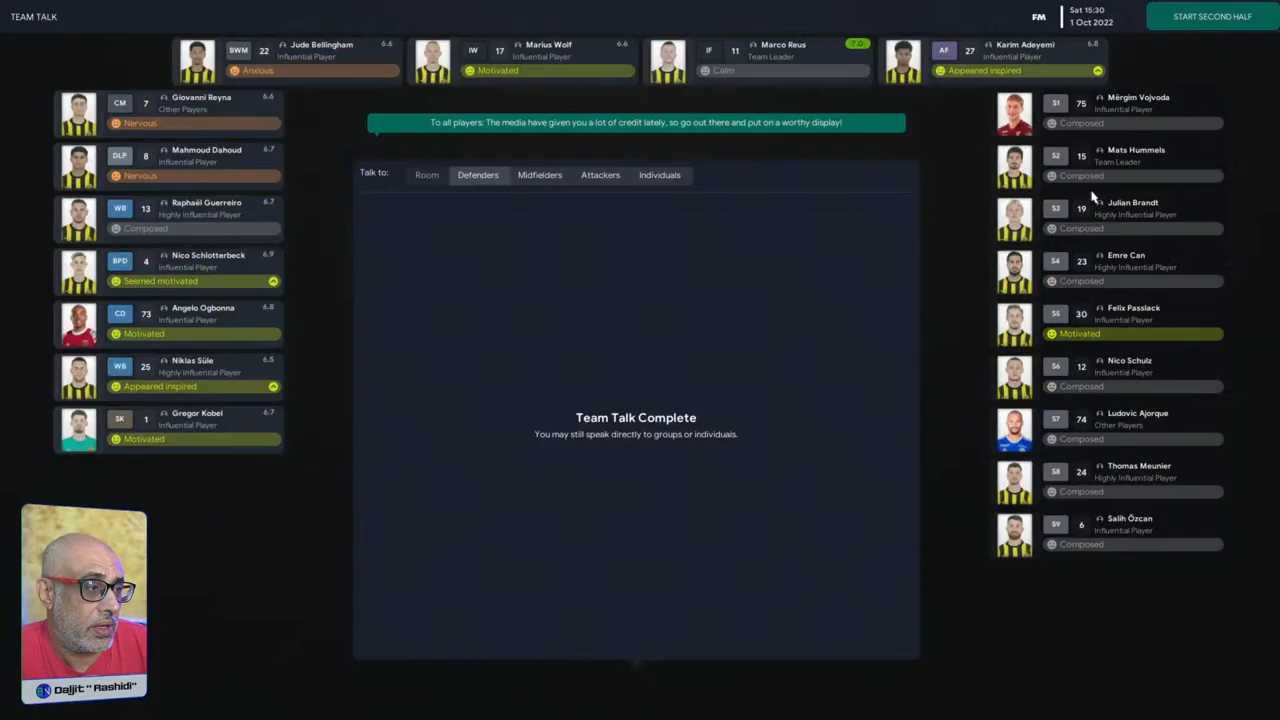 TEAM TALK
FM
Sat 15:30
1 Oct 2022
START SECOND HALF
BWM 22 Jude Bellingham 6.6
Influential Player
Anxious
IW 17 Marius Wolf 6.6
Influential Player
Motivated
IF 11 Marco Reus 7.0
Team Leader
Calm
AF 27 Karim Adeyemi 6.8
Influential Player
Appeared inspired
CM 7 Giovanni Reyna 6.6
Other Players
Nervous
DLP 8 Mahmoud Dahoud 6.7
Influential Player
Nervous
WB 13 Raphaël Guerreiro 6.7
Highly Influential Player
Composed
BPD 4 Nico Schlotterbeck 6.9
Influential Player
Seemed motivated
CD 73 Angelo Ogbonna 6.8
Influential Player
Motivated
WB 25 Niklas Süle 6.5
Highly Influential Player
Appeared inspired
SK 1 Gregor Kobel 6.7
Influential Player
Motivated
To all players: The media have given you a lot of credit lately, so go out there and put on a worthy display!
Talk to: Room Defenders Midfielders Attackers Individuals
Team Talk Complete
You may still speak directly to groups or individuals.
S1 75 Mërgim Vojvoda
Influential Player
Composed
S2 15 Mats Hummels
Team Leader
Composed
S3 19 Julian Brandt
Highly Influential Player
Composed
S4 23 Emre Can
Highly Influential Player
Composed
S5 30 Felix Passlack
Influential Player
Motivated
S6 12 Nico Schulz
Influential Player
Composed
S7 74 Ludovic Ajorque
Other Players
Composed
S8 24 Thomas Meunier
Highly Influential Player
Composed
S9 6 Salih Özcan
Influential Player
Composed
Daljit "Rashidi"